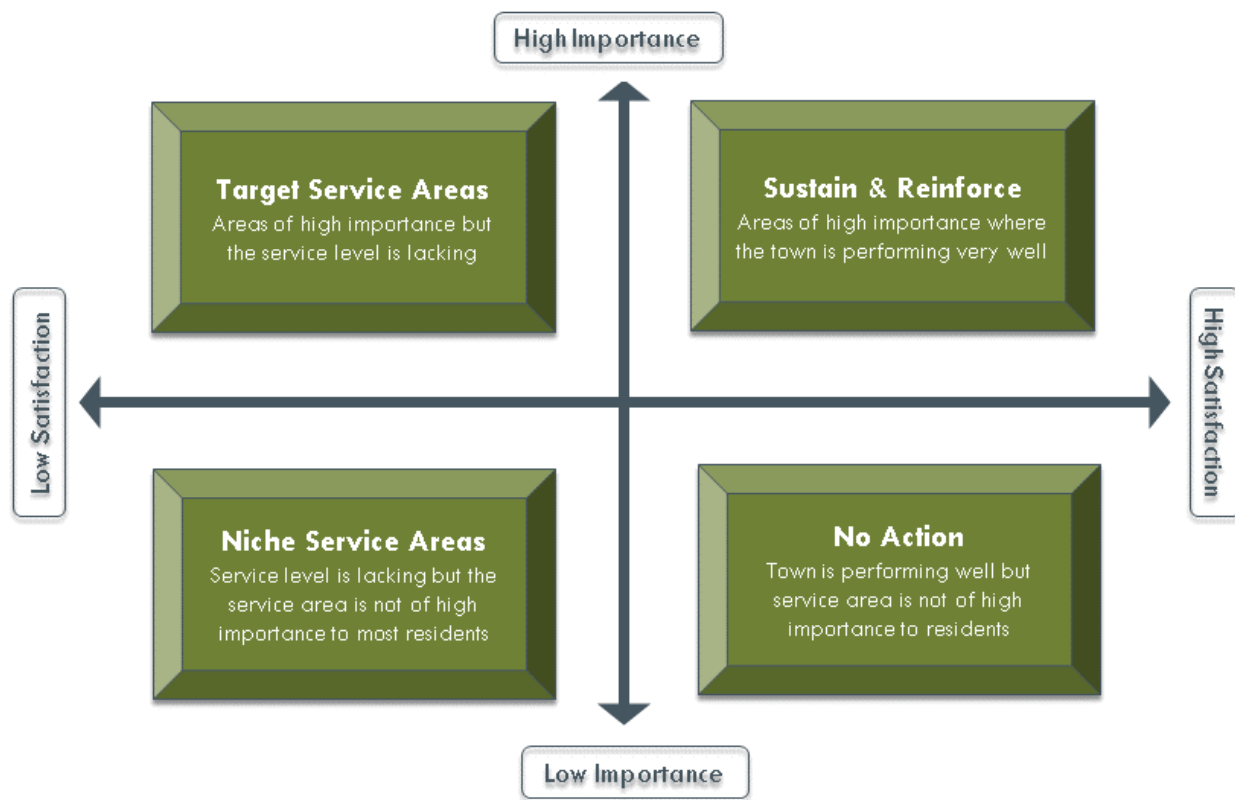 High Importance
Target Service Areas
Areas of high importance but
the service level is lacking
Sustain & Reinforce
Areas of high importance where
the town is performing very well
Low Satisfaction
High Satisfaction
Niche Service Areas
Service level is lacking but the
service area is not of high
importance to most residents
No Action
Town is performing well but
service area is not of high
importance to residents
Low Importance